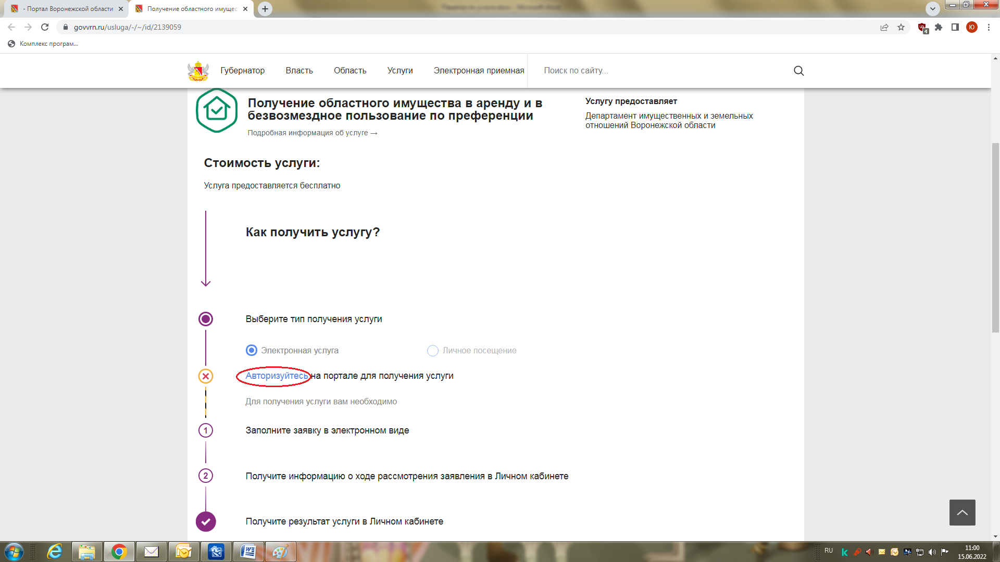 - Портал Воронежской области
Получение областного имущес
govvrn.ru/usluga/-/~/id/2139059
4
Ю
Комплекс програм...
Губернатор
Власть
Область
Услуги
Электронная приемная
Поиск по сайту...
Получение областного имущества в аренду и в
безвозмездное пользование по преференции
Подробная информация об услуге →
Услугу предоставляет
Департамент имущественных и земельных
отношений Воронежской области
Стоимость услуги:
Услуга предоставляется бесплатно
Как получить услугу?
Выберите тип получения услуги
Электронная услуга
Личное посещение
Авторизуйтесь на портале для получения услуги
Для получения услуги вам необходимо
1 Заполните заявку в электронном виде
2 Получите информацию о ходе рассмотрения заявления в Личном кабинете
Получите результат услуги в Личном кабинете
RU
11:00
15.06.2022